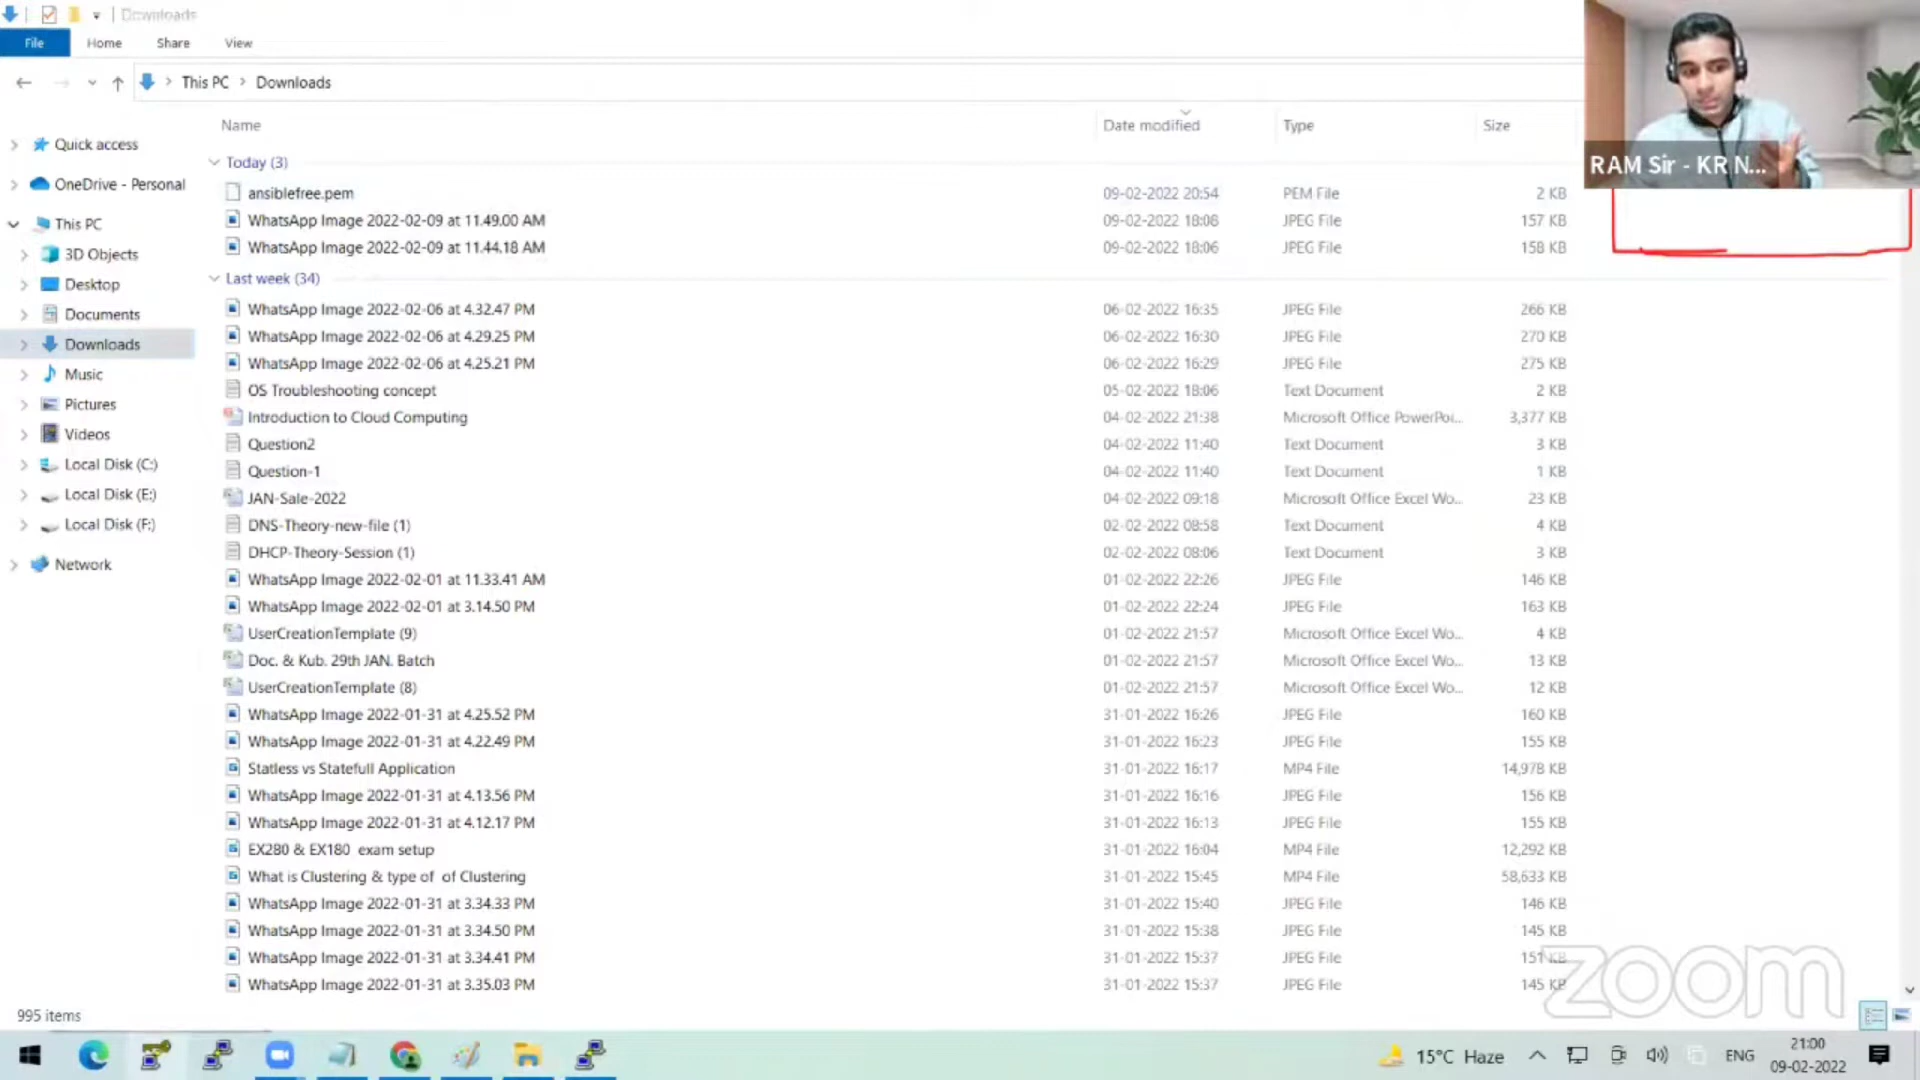 Downloads
File Home Share View
This PC > Downloads
Name Date modified Type Size
Quick access
OneDrive - Personal
This PC
3D Objects
Desktop
Documents
Downloads
Music
Pictures
Videos
Local Disk (C:)
Local Disk (E:)
Local Disk (F:)
Network
Today (3)
ansiblefree.pem 09-02-2022 20:54 PEM File 2 KB
WhatsApp Image 2022-02-09 at 11.49.00 AM 09-02-2022 18:08 JPEG File 157 KB
WhatsApp Image 2022-02-09 at 11.44.18 AM 09-02-2022 18:06 JPEG File 158 KB
Last week (34)
WhatsApp Image 2022-02-06 at 4.32.47 PM 06-02-2022 16:35 JPEG File 266 KB
WhatsApp Image 2022-02-06 at 4.29.25 PM 06-02-2022 16:30 JPEG File 270 KB
WhatsApp Image 2022-02-06 at 4.25.21 PM 06-02-2022 16:29 JPEG File 275 KB
OS Troubleshooting concept 05-02-2022 18:06 Text Document 2 KB
Introduction to Cloud Computing 04-02-2022 21:38 Microsoft Office PowerPoi... 3,377 KB
Question2 04-02-2022 11:40 Text Document 3 KB
Question-1 04-02-2022 11:40 Text Document 1 KB
JAN-Sale-2022 04-02-2022 09:18 Microsoft Office Excel Wo... 23 KB
DNS-Theory-new-file (1) 02-02-2022 08:58 Text Document 4 KB
DHCP-Theory-Session (1) 02-02-2022 08:06 Text Document 3 KB
WhatsApp Image 2022-02-01 at 11.33.41 AM 01-02-2022 22:26 JPEG File 146 KB
WhatsApp Image 2022-02-01 at 3.14.50 PM 01-02-2022 22:24 JPEG File 163 KB
UserCreationTemplate (9) 01-02-2022 21:57 Microsoft Office Excel Wo... 4 KB
Doc. & Kub. 29th JAN. Batch 01-02-2022 21:57 Microsoft Office Excel Wo... 13 KB
UserCreationTemplate (8) 01-02-2022 21:57 Microsoft Office Excel Wo... 12 KB
WhatsApp Image 2022-01-31 at 4.25.52 PM 31-01-2022 16:26 JPEG File 160 KB
WhatsApp Image 2022-01-31 at 4.22.49 PM 31-01-2022 16:23 JPEG File 155 KB
Statless vs Statefull Application 31-01-2022 16:17 MP4 File 14,978 KB
WhatsApp Image 2022-01-31 at 4.13.56 PM 31-01-2022 16:16 JPEG File 156 KB
WhatsApp Image 2022-01-31 at 4.12.17 PM 31-01-2022 16:13 JPEG File 155 KB
EX280 & EX180 exam setup 31-01-2022 16:04 MP4 File 12,292 KB
What is Clustering & type of of Clustering 31-01-2022 15:45 MP4 File 58,633 KB
WhatsApp Image 2022-01-31 at 3.34.33 PM 31-01-2022 15:40 JPEG File 146 KB
WhatsApp Image 2022-01-31 at 3.34.50 PM 31-01-2022 15:38 JPEG File 145 KB
WhatsApp Image 2022-01-31 at 3.34.41 PM 31-01-2022 15:37 JPEG File 151 KB
WhatsApp Image 2022-01-31 at 3.35.03 PM 31-01-2022 15:37 JPEG File 145 KB
995 items
RAM Sir - KR N...
zoom
15°C Haze ENG 21:00
09-02-2022